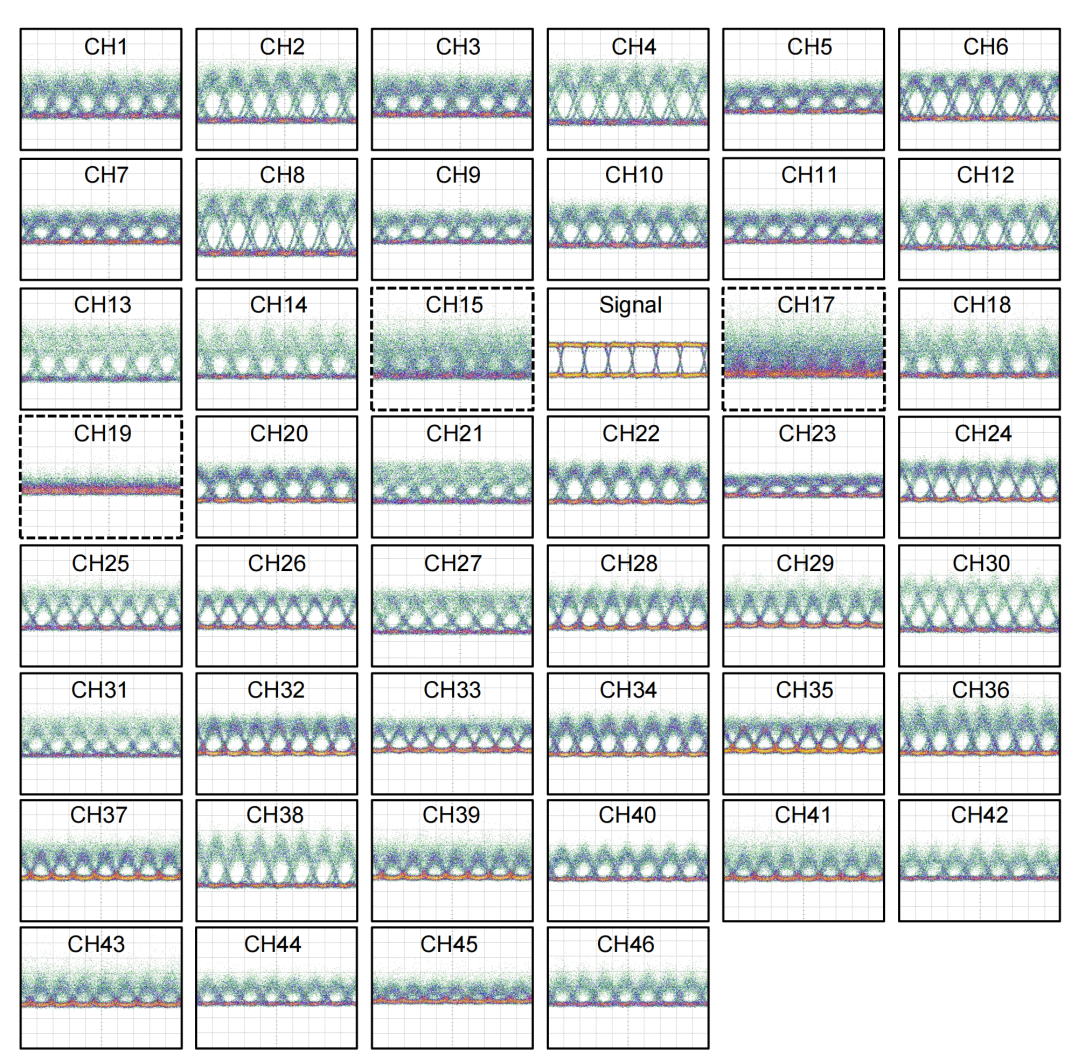 CH1 CH2 CH3 CH4 CH5 CH6
CH7 CH8 CH9 CH10 CH11 CH12
CH13 CH14 CH15 Signal CH17 CH18
CH19 CH20 CH21 CH22 CH23 CH24
CH25 CH26 CH27 CH28 CH29 CH30
CH31 CH32 CH33 CH34 CH35 CH36
CH37 CH38 CH39 CH40 CH41 CH42
CH43 CH44 CH45 CH46